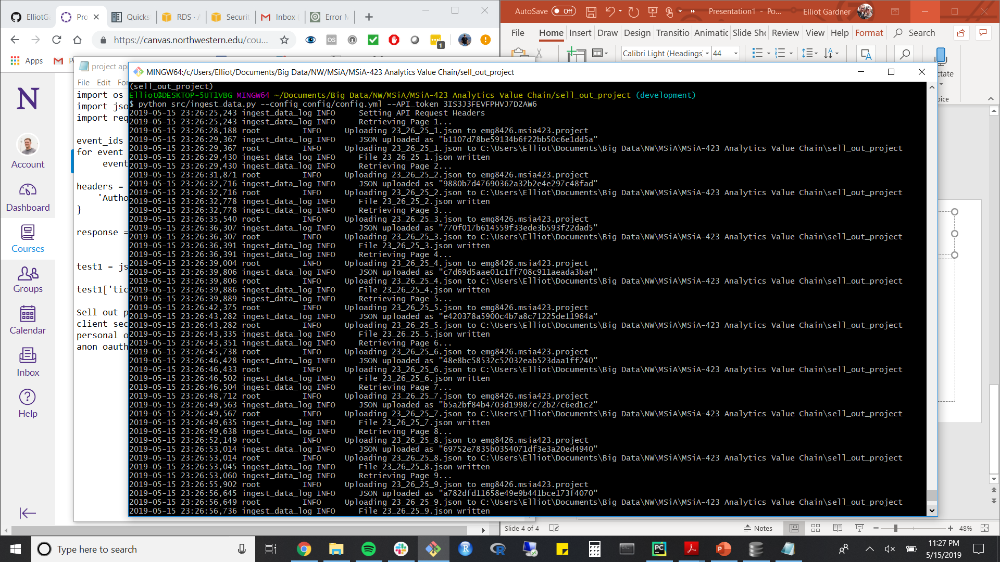 ElliotGa
Pro
Quicks
RDS · A
Securit
Inbox (
Error M
https://canvas.northwestern.edu/cou...
1
Apps
AutoSave
Off
Presentation1 - Po...
Elliot Gardner
File
Home
Insert
Draw
Design
Transitio
Animatic
Slide Sho
Review
View
Help
Format
Search
Calibri Light (Headings)
44
ctate
oice
N
Account
Dashboard
Courses
Groups
Calendar
Inbox
Help
project api
File Edit For
import os
import jso
import req
event_ids
for event
event
headers =
'Autho
}
response =
test1 = js
test1['tic
Sell out p
client sec
personal o
anon oauth
MINGW64:/c/Users/Elliot/Documents/Big Data/NW/MSiA/MSiA-423 Analytics Value Chain/sell_out_project
(sell_out_project)
Elliot@DESKTOP-5UT1VBG MINGW64 ~/Documents/Big Data/NW/MSiA/MSiA-423 Analytics Value Chain/sell_out_project (development)
$ python src/ingest_data.py --config config/config.yml --API_token 3IS3J3FEVFPHVJ7D2AW6
2019-05-15 23:26:25,243 ingest_data_log INFO Setting API Request Headers
2019-05-15 23:26:25,243 ingest_data_log INFO Retrieving Page 1...
2019-05-15 23:26:28,188 root INFO Uploading 23_26_25_1.json to emg8426.msia423.project
2019-05-15 23:26:29,367 ingest_data_log INFO JSON uploaded as "b1107d78be59134b6f22bb50c6e1dd5a"
2019-05-15 23:26:29,367 root INFO Uploading 23_26_25_1.json to C:\Users\Elliot\Documents\Big Data\NW\MSiA\MSiA-423 Analytics Value Chain\sell_out_project
2019-05-15 23:26:29,430 ingest_data_log INFO File 23_26_25_1.json written
2019-05-15 23:26:29,430 ingest_data_log INFO Retrieving Page 2...
2019-05-15 23:26:31,871 root INFO Uploading 23_26_25_2.json to emg8426.msia423.project
2019-05-15 23:26:32,716 ingest_data_log INFO JSON uploaded as "9880b7d47690362a32b2e4e297c48fad"
2019-05-15 23:26:32,716 root INFO Uploading 23_26_25_2.json to C:\Users\Elliot\Documents\Big Data\NW\MSiA\MSiA-423 Analytics Value Chain\sell_out_project
2019-05-15 23:26:32,778 ingest_data_log INFO File 23_26_25_2.json written
2019-05-15 23:26:32,778 ingest_data_log INFO Retrieving Page 3...
2019-05-15 23:26:35,540 root INFO Uploading 23_26_25_3.json to emg8426.msia423.project
2019-05-15 23:26:36,307 ingest_data_log INFO JSON uploaded as "770f017b614559f33ede3b593f22dad5"
2019-05-15 23:26:36,307 root INFO Uploading 23_26_25_3.json to C:\Users\Elliot\Documents\Big Data\NW\MSiA\MSiA-423 Analytics Value Chain\sell_out_project
2019-05-15 23:26:36,391 ingest_data_log INFO File 23_26_25_3.json written
2019-05-15 23:26:36,391 ingest_data_log INFO Retrieving Page 4...
2019-05-15 23:26:39,004 root INFO Uploading 23_26_25_4.json to emg8426.msia423.project
2019-05-15 23:26:39,806 ingest_data_log INFO JSON uploaded as "c7d69d5aae01c1ff708c911aeada3ba4"
2019-05-15 23:26:39,806 root INFO Uploading 23_26_25_4.json to C:\Users\Elliot\Documents\Big Data\NW\MSiA\MSiA-423 Analytics Value Chain\sell_out_project
2019-05-15 23:26:39,886 ingest_data_log INFO File 23_26_25_4.json written
2019-05-15 23:26:39,889 ingest_data_log INFO Retrieving Page 5...
2019-05-15 23:26:42,375 root INFO Uploading 23_26_25_5.json to emg8426.msia423.project
2019-05-15 23:26:43,282 ingest_data_log INFO JSON uploaded as "e420378a5900c4b7a8c71225de11964a"
2019-05-15 23:26:43,282 root INFO Uploading 23_26_25_5.json to C:\Users\Elliot\Documents\Big Data\NW\MSiA\MSiA-423 Analytics Value Chain\sell_out_project
2019-05-15 23:26:43,335 ingest_data_log INFO File 23_26_25_5.json written
2019-05-15 23:26:43,351 ingest_data_log INFO Retrieving Page 6...
2019-05-15 23:26:45,738 root INFO Uploading 23_26_25_6.json to emg8426.msia423.project
2019-05-15 23:26:46,428 ingest_data_log INFO JSON uploaded as "48e8bc58532c52032eab523daa1ff240"
2019-05-15 23:26:46,433 root INFO Uploading 23_26_25_6.json to C:\Users\Elliot\Documents\Big Data\NW\MSiA\MSiA-423 Analytics Value Chain\sell_out_project
2019-05-15 23:26:46,502 ingest_data_log INFO File 23_26_25_6.json written
2019-05-15 23:26:46,504 ingest_data_log INFO Retrieving Page 7...
2019-05-15 23:26:48,712 root INFO Uploading 23_26_25_7.json to emg8426.msia423.project
2019-05-15 23:26:49,563 ingest_data_log INFO JSON uploaded as "b5a2bf84b4703d19987c72b27c6ed1c2"
2019-05-15 23:26:49,567 root INFO Uploading 23_26_25_7.json to C:\Users\Elliot\Documents\Big Data\NW\MSiA\MSiA-423 Analytics Value Chain\sell_out_project
2019-05-15 23:26:49,635 ingest_data_log INFO File 23_26_25_7.json written
2019-05-15 23:26:49,638 ingest_data_log INFO Retrieving Page 8...
2019-05-15 23:26:52,149 root INFO Uploading 23_26_25_8.json to emg8426.msia423.project
2019-05-15 23:26:53,014 ingest_data_log INFO JSON uploaded as "69752e7835b0354071df3e3a20ed4940"
2019-05-15 23:26:53,014 root INFO Uploading 23_26_25_8.json to C:\Users\Elliot\Documents\Big Data\NW\MSiA\MSiA-423 Analytics Value Chain\sell_out_project
2019-05-15 23:26:53,045 ingest_data_log INFO File 23_26_25_8.json written
2019-05-15 23:26:53,060 ingest_data_log INFO Retrieving Page 9...
2019-05-15 23:26:55,902 root INFO Uploading 23_26_25_9.json to emg8426.msia423.project
2019-05-15 23:26:56,645 ingest_data_log INFO JSON uploaded as "a782dfd11658e49e9b441bce173f4070"
2019-05-15 23:26:56,649 root INFO Uploading 23_26_25_9.json to C:\Users\Elliot\Documents\Big Data\NW\MSiA\MSiA-423 Analytics Value Chain\sell_out_project
2019-05-15 23:26:56,736 ingest_data_log INFO File 23_26_25_9.json written
Slide 4 of 4
Notes
48%
Type here to search
11:27 PM
5/15/2019